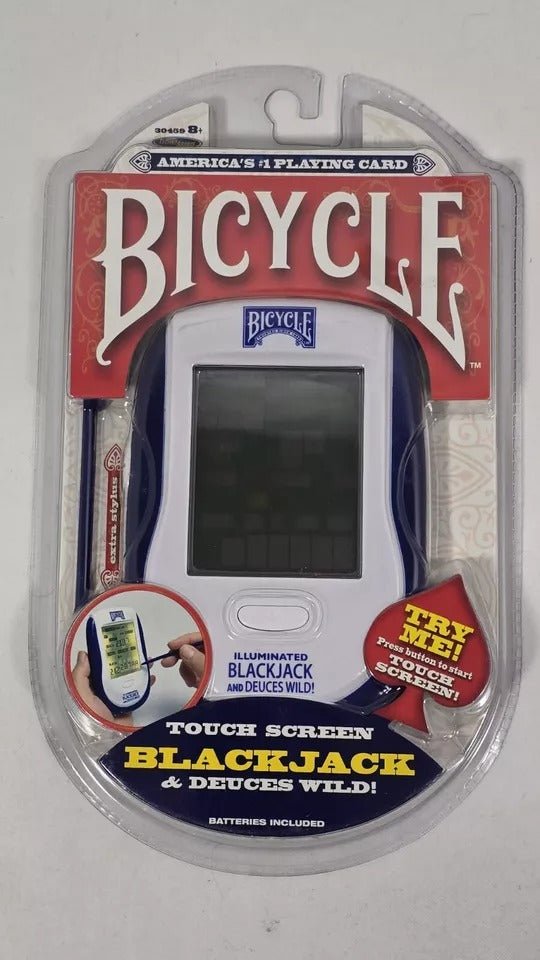 30459 8+
AMERICA'S #1 PLAYING CARD
BICYCLE
TM
BICYCLE
extra stylus
TRY
ME!
Press button to start
TOUCH
SCREEN!
ILLUMINATED
BLACKJACK
AND DEUCES WILD!
TOUCH SCREEN
BLACKJACK
& DEUCES WILD!
BATTERIES INCLUDED